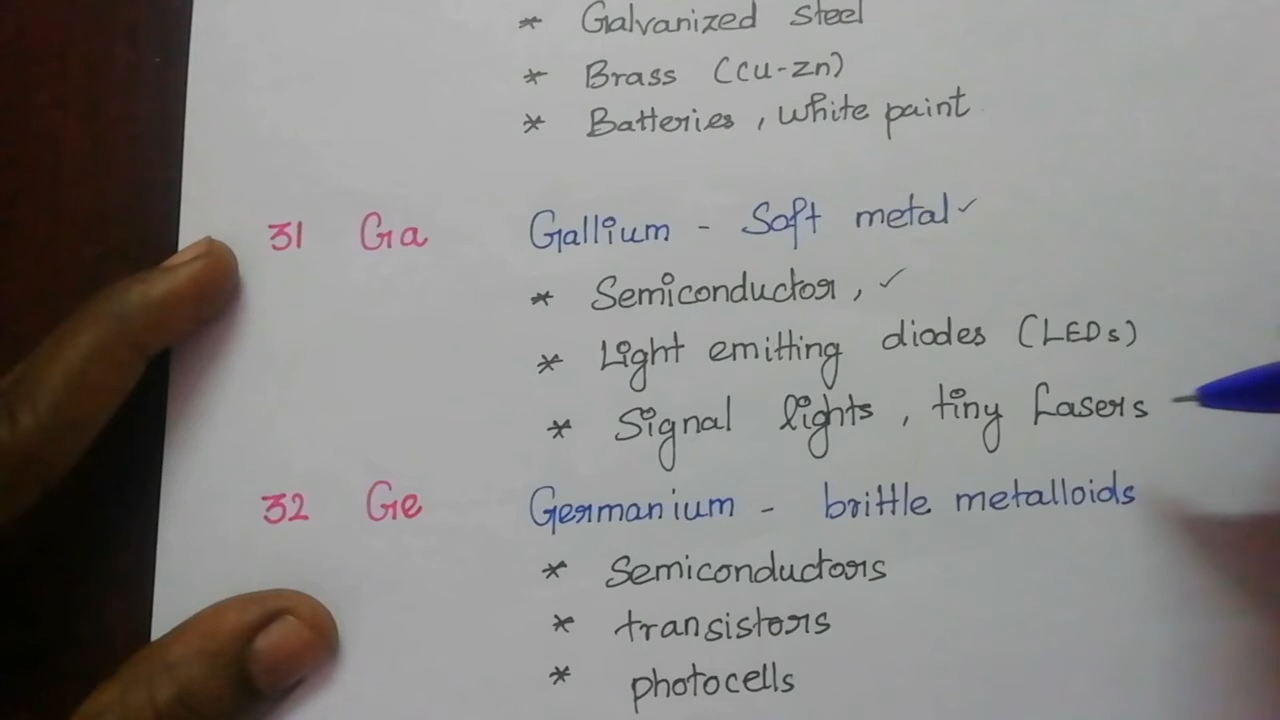 * Galvanized steel
* Brass (Cu-Zn)
* Batteries, White paint
31 Ga Gallium - Soft metal ✓
* Semiconductor, ✓
* Light emitting diodes (LEDs)
* Signal lights, tiny Lasers
32 Ge Germanium - brittle metalloids
* Semiconductors
* transistors
* photocells